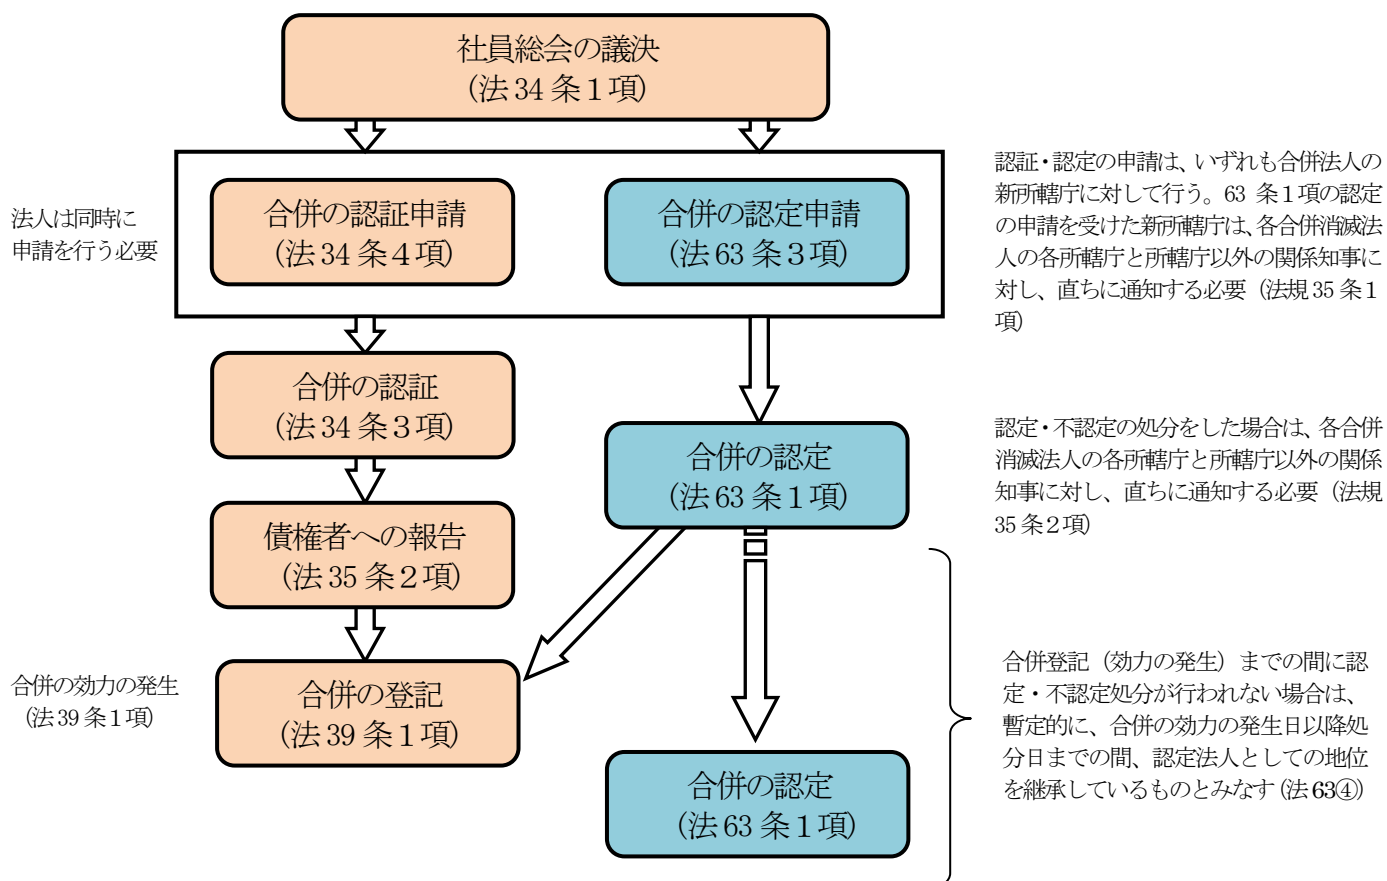 社員総会の議決
（法34条１項）
法人は同時に
申請を行う必要
合併の認証申請
（法34条４項）
合併の認定申請
（法63条３項）
認証・認定の申請は、いずれも合併法人の
新所轄庁に対して行う。63 条１項の認定
の申請を受けた新所轄庁は、各合併消滅法
人の各所轄庁と所轄庁以外の関係知事に
対し、直ちに通知する必要（法規35条１
項）
合併の認証
（法34条３項）
合併の認定
（法63条１項）
認定・不認定の処分をした場合は、各合併
消滅法人の各所轄庁と所轄庁以外の関係
知事に対し、直ちに通知する必要（法規
35条２項）
債権者への報告
（法35条２項）
合併の効力の発生
（法39条１項）
合併の登記
（法39条１項）
合併の認定
（法63条１項）
合併登記（効力の発生）までの間に認
定・不認定処分が行われない場合は、
暫定的に、合併の効力の発生日以降処
分日までの間、認定法人としての地位
を継承しているものとみなす（法63④）